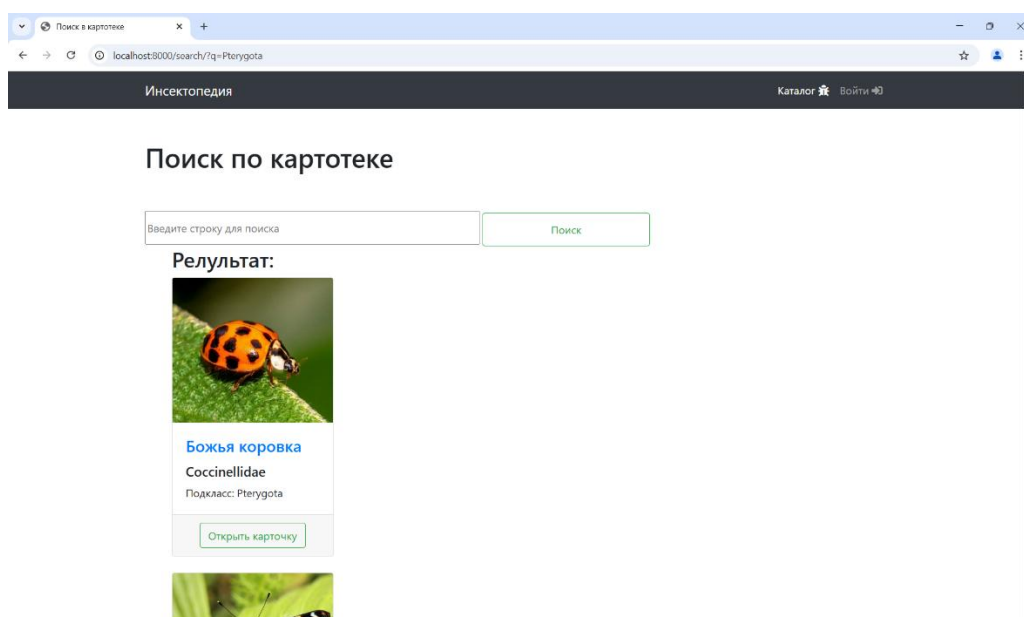 Поиск в картотеке
localhost:8000/search/?q=Pterygota
Инсектопедия Каталог Войти
Поиск по картотеке
Введите строку для поиска Поиск
Релультат:
Божья коровка
Coccinellidae
Подкласс: Pterygota
Открыть карточку